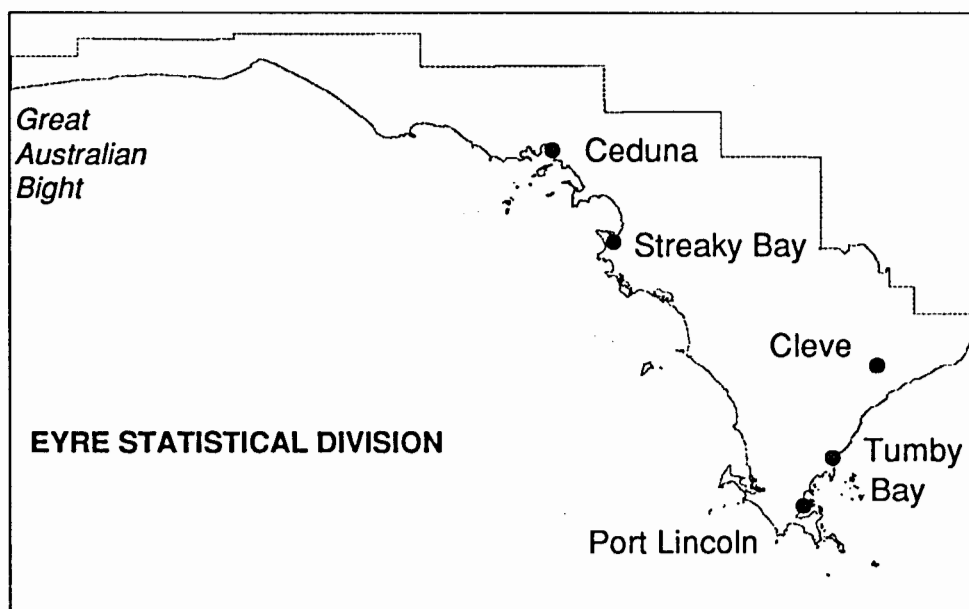 Great
Australian
Bight
Ceduna
Streaky Bay
Cleve
EYRE STATISTICAL DIVISION
Tumby
Bay
Port Lincoln